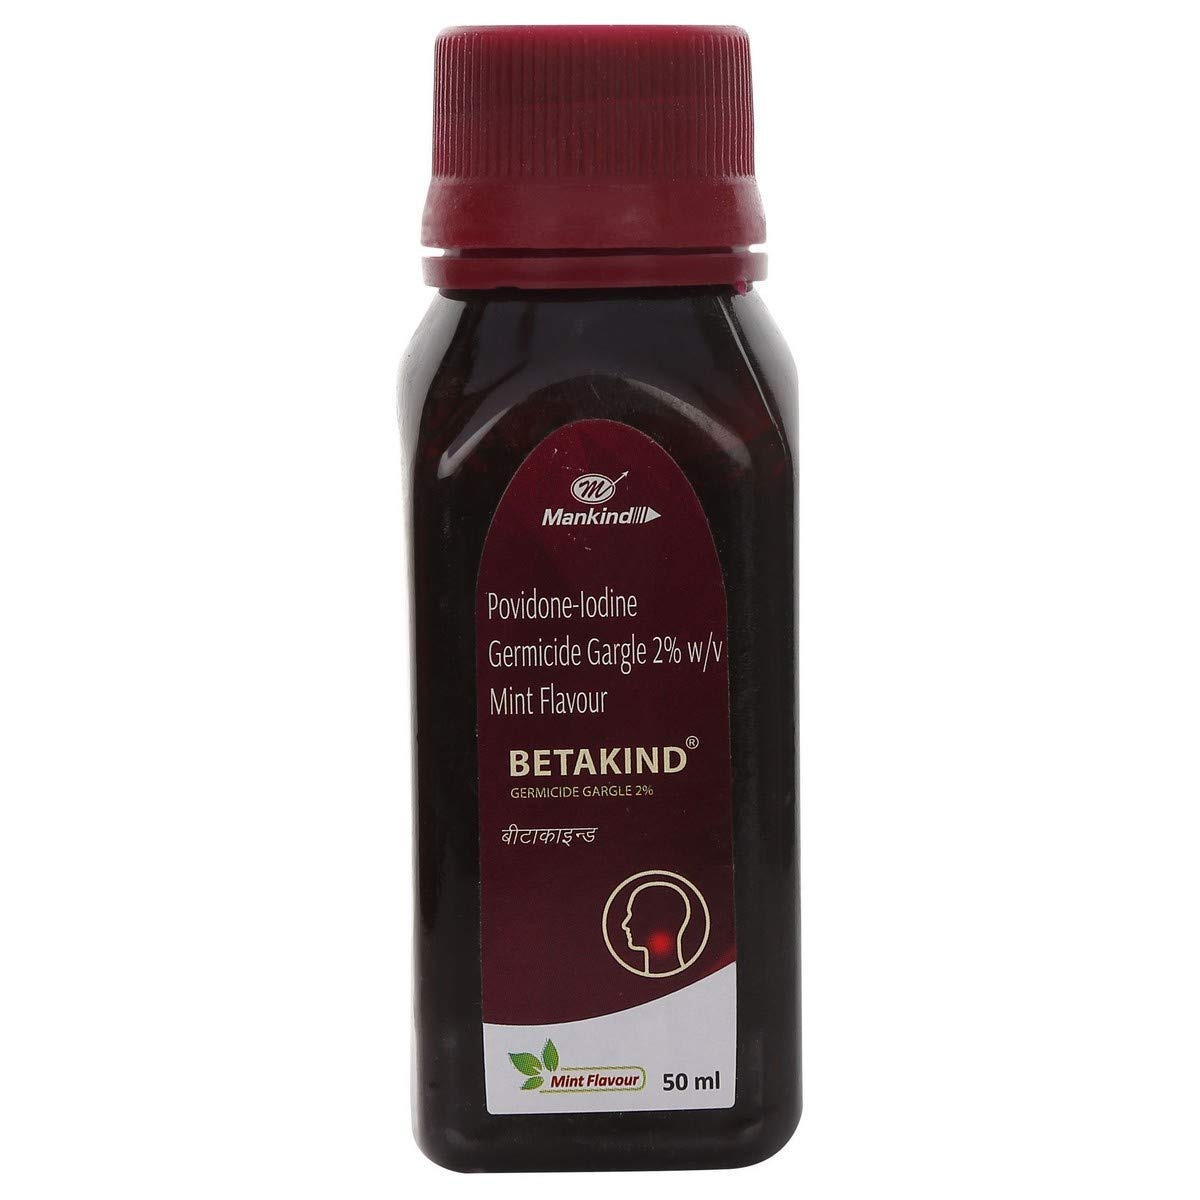 Mankind
Povidone-Iodine
Germicide Gargle 2% w/v
Mint Flavour
BETAKIND®
GERMICIDE GARGLE 2%
बीटाकाइन्ड
Mint Flavour
50 ml